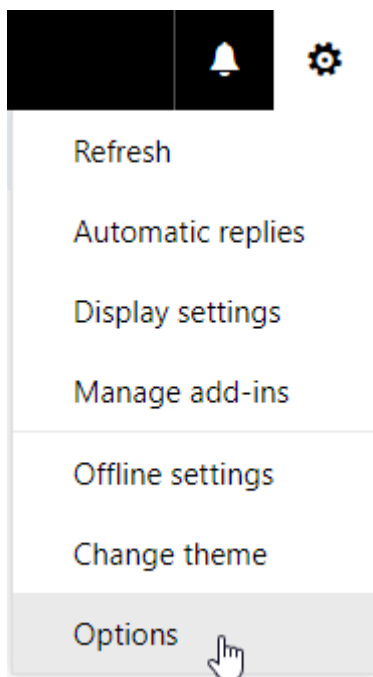 Refresh
Automatic replies
Display settings
Manage add-ins
Offline settings
Change theme
Options